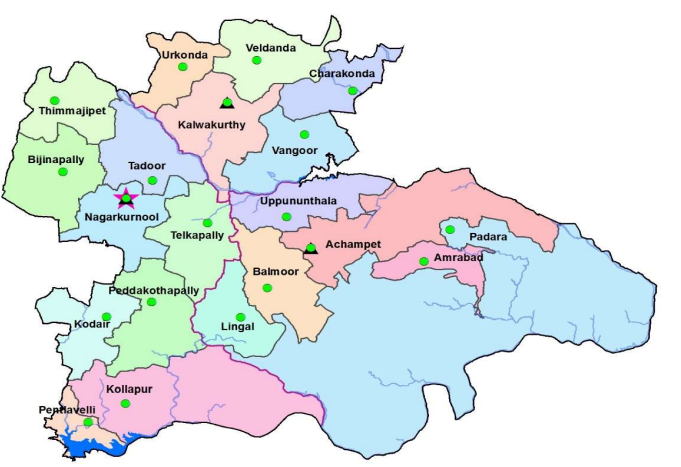 Veldanda
Urkonda
Charakonda
Thimmajipet
Kalwakurthy
Vangoor
Bijinapally
Tadoor
Uppununthala
Nagarkurnool
Telkapally
Padara
Achampet
Amrabad
Balmoor
Peddakothapally
Kodair
Lingal
Kollapur
Pentlavelli